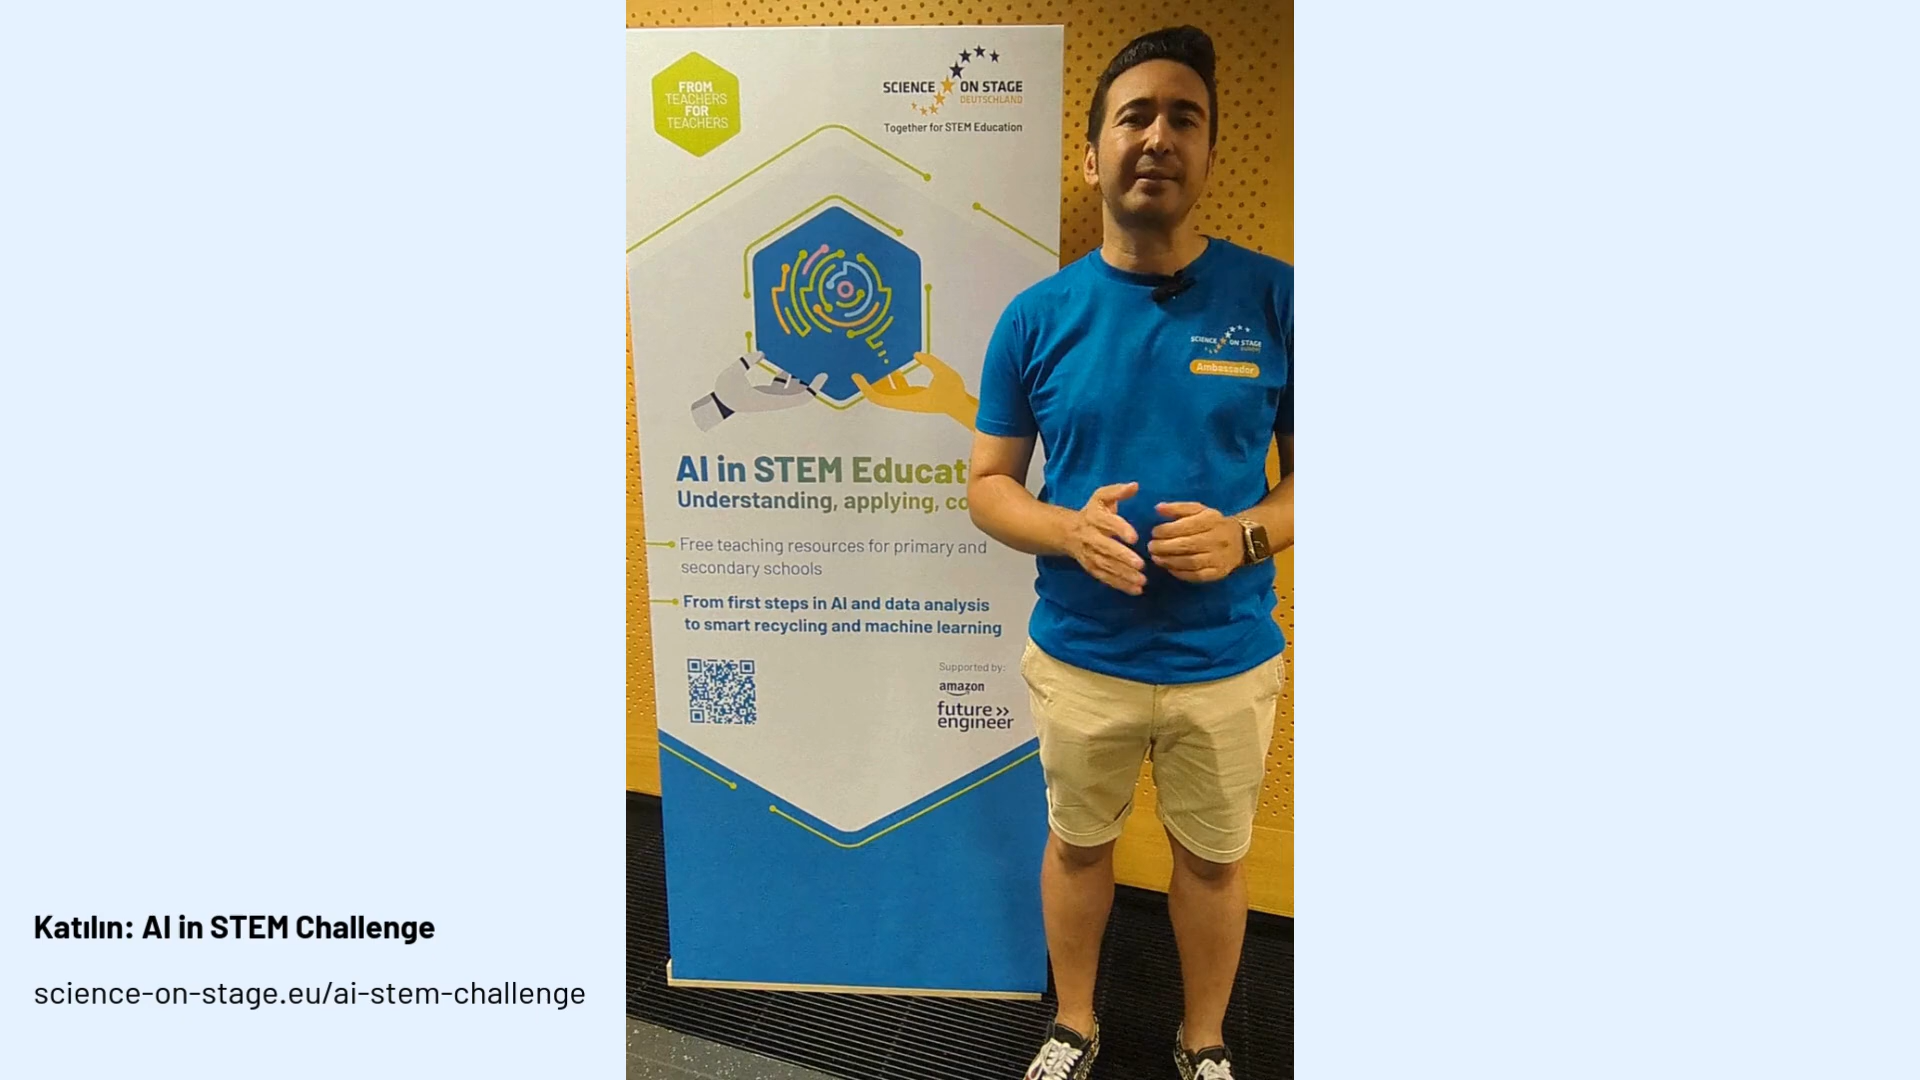 FROM
TEACHERS
FOR
TEACHERS
SCIENCE ON STAGE
DEUTSCHLAND
Together for STEM Education
AI in STEM Educati
Understanding, applying, co
Free teaching resources for primary and
secondary schools
From first steps in AI and data analysis
to smart recycling and machine learning
Supported by:
amazon
future >>
engineer
SCIENCE ON STAGE
Ambassador
Katılın: AI in STEM Challenge
science-on-stage.eu/ai-stem-challenge